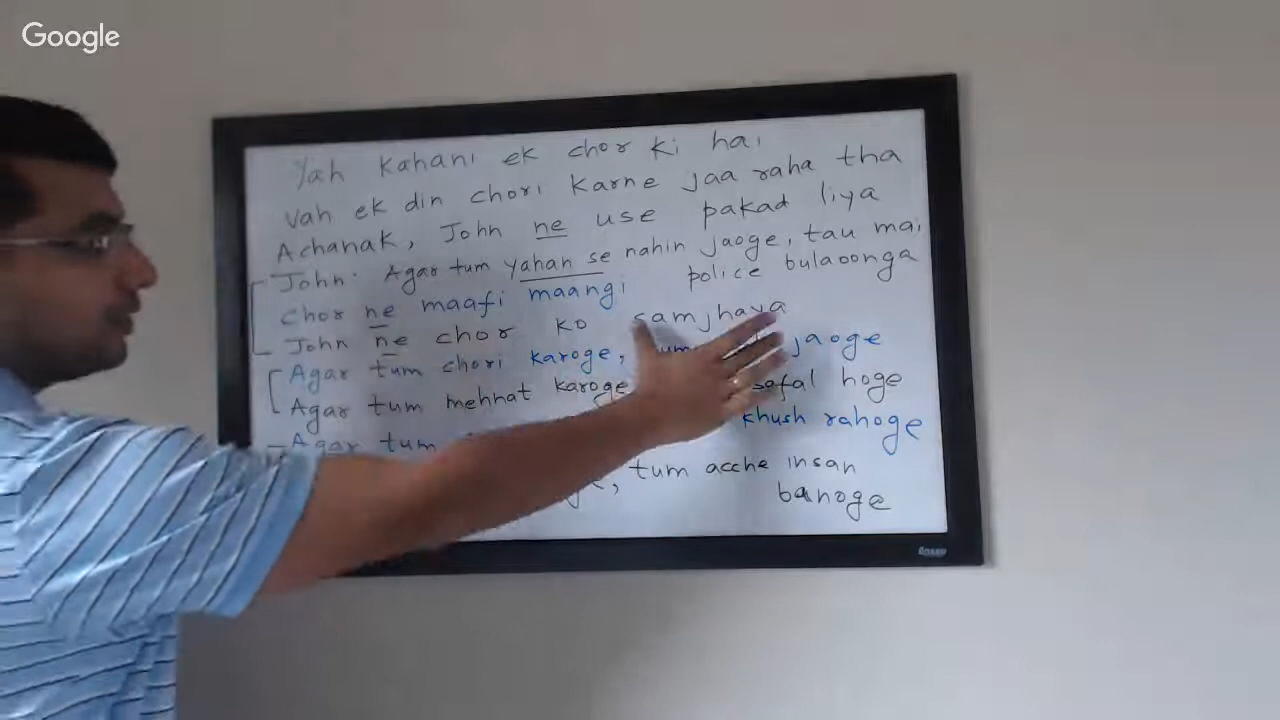 Google
Yah kahani ek chor ki hai
vah ek din chori karne jaa raha tha
Achanak, John ne use pakad liya
John: Agar tum yahan se nahin jaoge, tau mai
police bulaoonga
Chor ne maafi maangi
John ne chor ko samjhaya
Agar tum chori karoge, jaoge
Agar tum mehnat karoge safal hoge
Agar tum khush rahoge
, tum acche insan
banoge